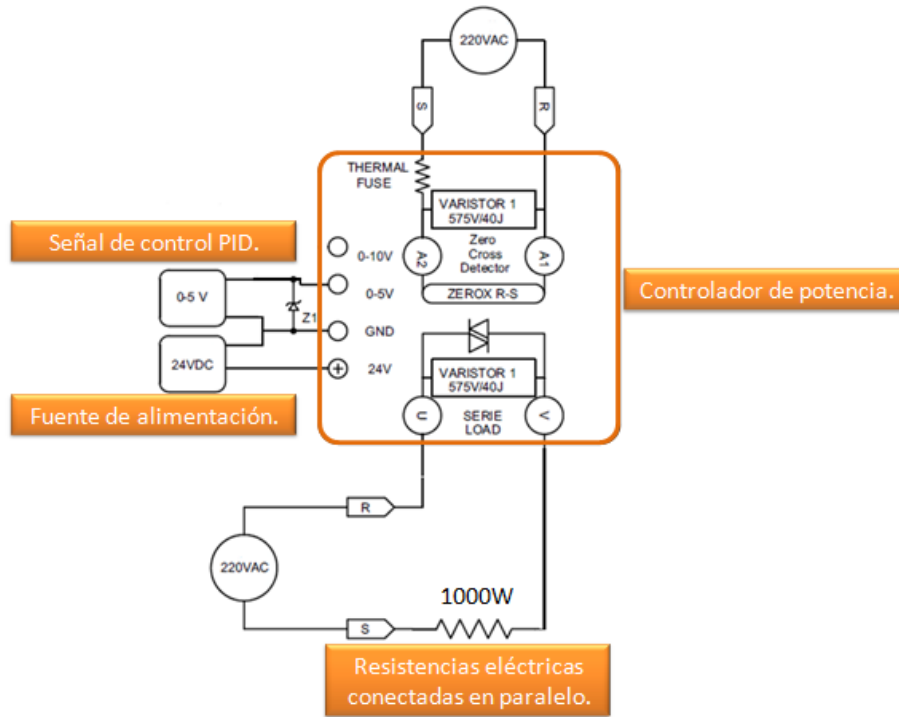 220VAC
S
R
THERMAL
FUSE
VARISTOR 1
575V/40J
Señal de control PID.
0-10V
A2
Zero
Cross
Detector
A1
Controlador de potencia.
0-5 V
0-5V
ZEROX R-S
Z1
GND
24VDC
24V
VARISTOR 1
575V/40J
Fuente de alimentación.
U
SERIE
LOAD
V
R
220VAC
1000W
S
Resistencias eléctricas
conectadas en paralelo.